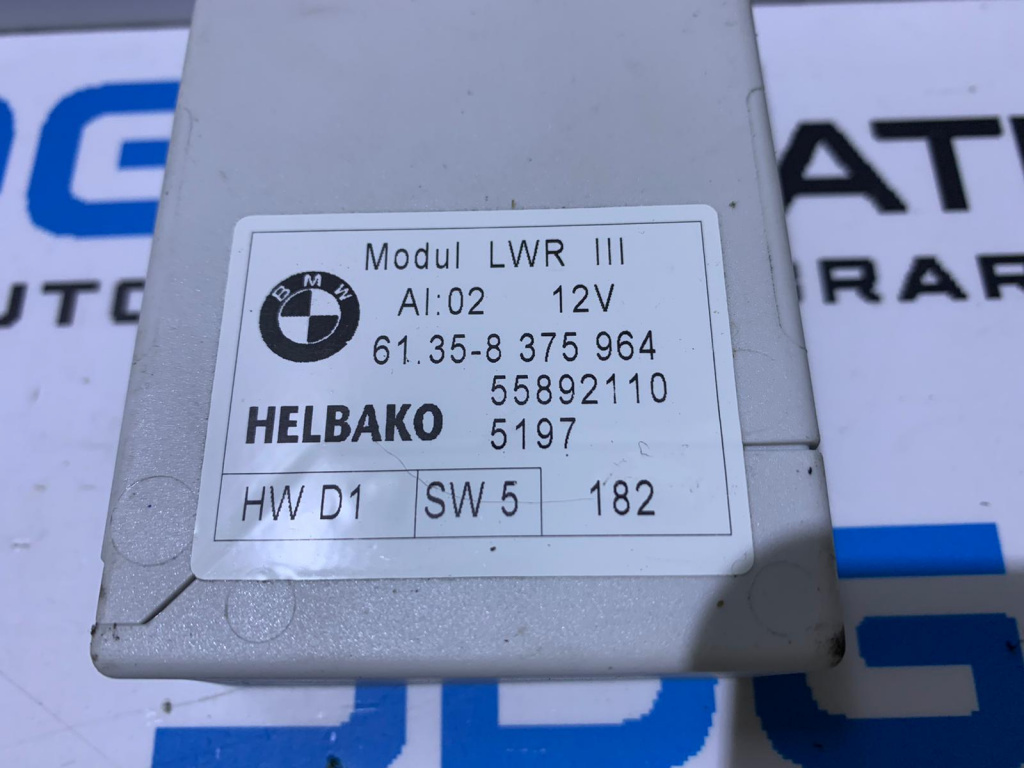 Modul LWR III
BMW
AI:02 12V
61.35-8 375 964
55892110
HELBAKO
5197
HW D1 SW 5 182